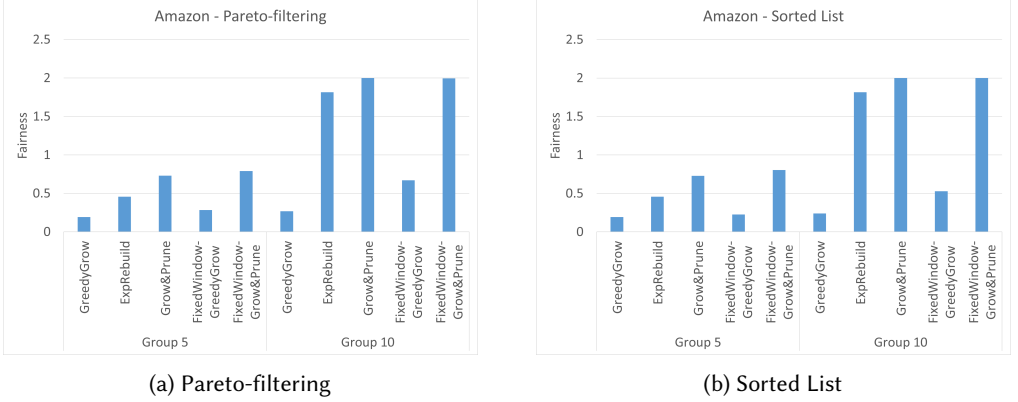 Amazon - Pareto-filtering
2.5
2
1.5
1
0.5
0
Fairness
GreedyGrow
ExpRebuild
Grow&Prune
FixedWindow-
GreedyGrow
FixedWindow-
Grow&Prune
GreedyGrow
ExpRebuild
Grow&Prune
FixedWindow-
GreedyGrow
FixedWindow-
Grow&Prune
Group 5
Group 10
(a) Pareto-filtering
Amazon - Sorted List
2.5
2
1.5
1
0.5
0
Fairness
GreedyGrow
ExpRebuild
Grow&Prune
FixedWindow-
GreedyGrow
FixedWindow-
Grow&Prune
GreedyGrow
ExpRebuild
Grow&Prune
FixedWindow-
GreedyGrow
FixedWindow-
Grow&Prune
Group 5
Group 10
(b) Sorted List